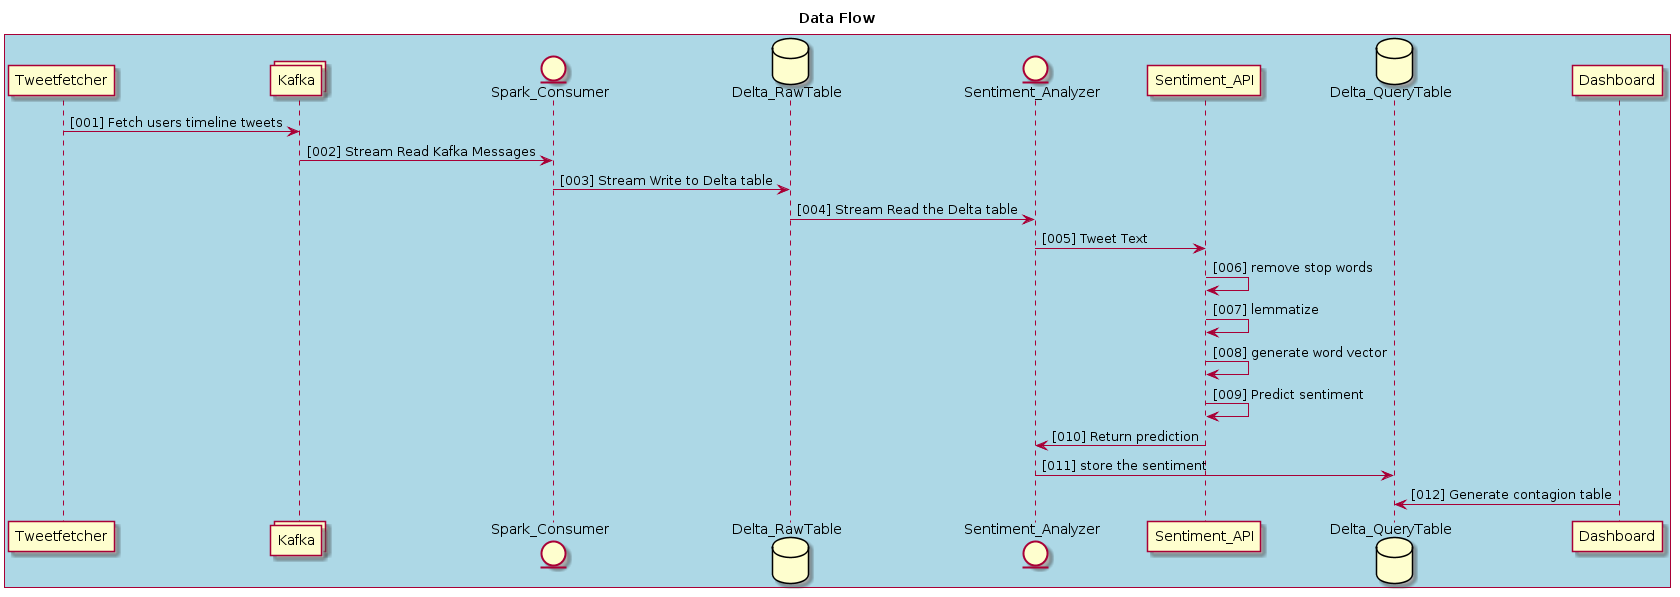 Data Flow
Tweetfetcher
Kafka
Spark_Consumer
Delta_RawTable
Sentiment_Analyzer
Sentiment_API
Delta_QueryTable
Dashboard
[001] Fetch users timeline tweets
[002] Stream Read Kafka Messages
[003] Stream Write to Delta table
[004] Stream Read the Delta table
[005] Tweet Text
[006] remove stop words
[007] lemmatize
[008] generate word vector
[009] Predict sentiment
[010] Return prediction
[011] store the sentiment
[012] Generate contagion table
Tweetfetcher
Kafka
Spark_Consumer
Delta_RawTable
Sentiment_Analyzer
Sentiment_API
Delta_QueryTable
Dashboard